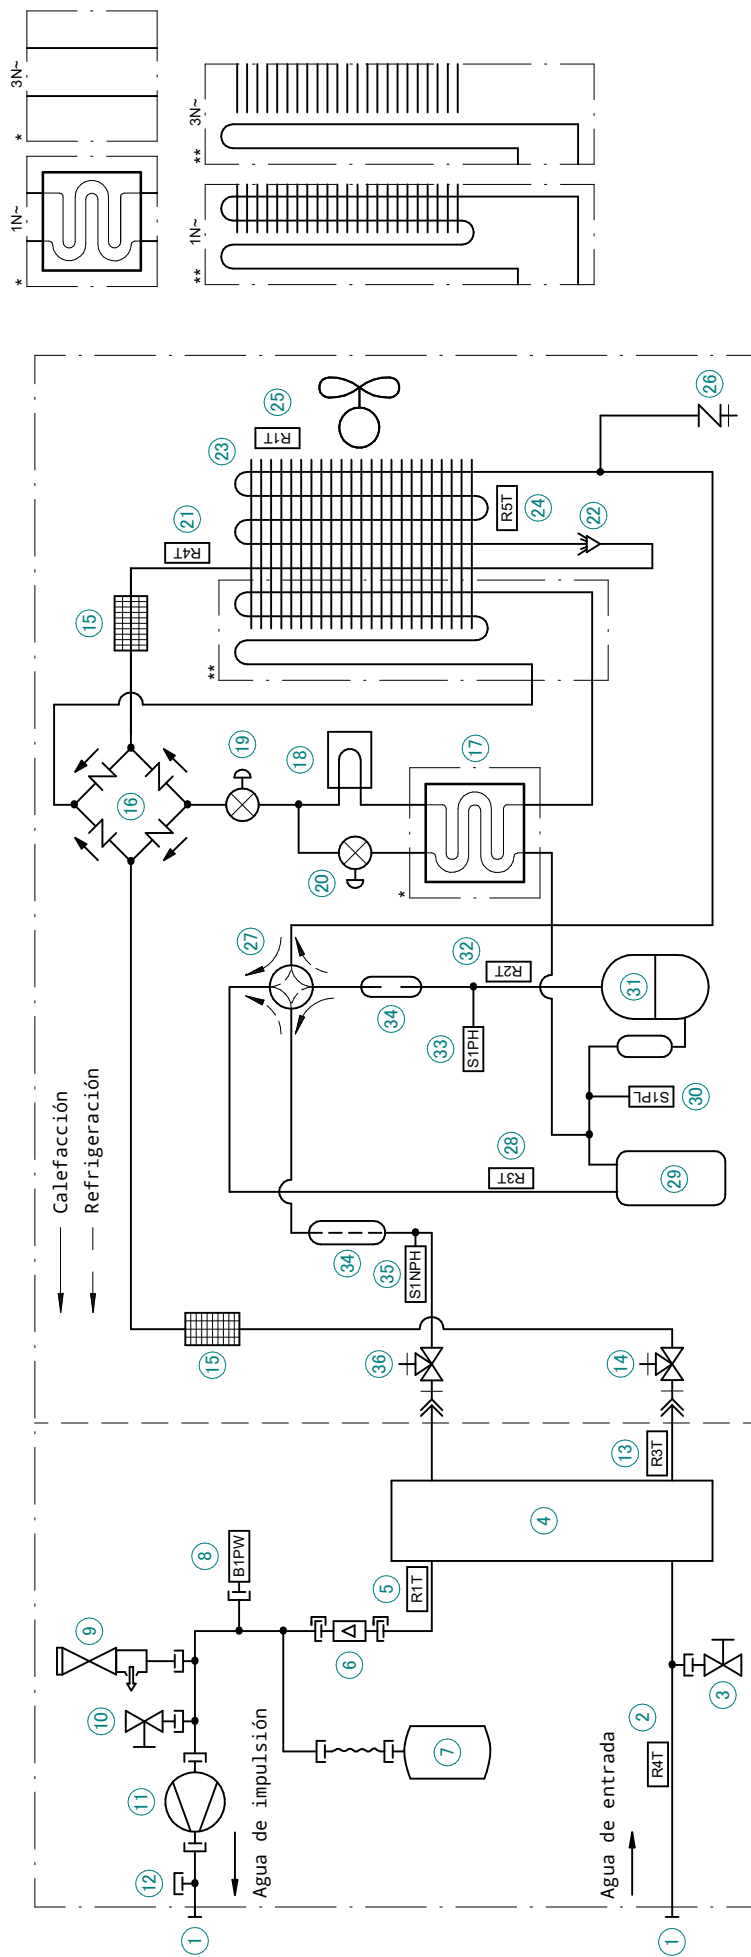 * 1N~
* 3N~
** 1N~
** 3N~
Calefacción
Refrigeración
1
12
11
10
9
8
B1PW
Agua de impulsión
7
6
5
R1T
4
Agua de entrada
1
2
R4T
3
13
R3T
14
36
35
S1NPH
34
15
28
R3T
29
30
S1PL
31
32
R2T
33
S1PH
34
27
20
*
17
18
19
16
15
21
R4T
**
22
23
24
R5T
25
R1T
26